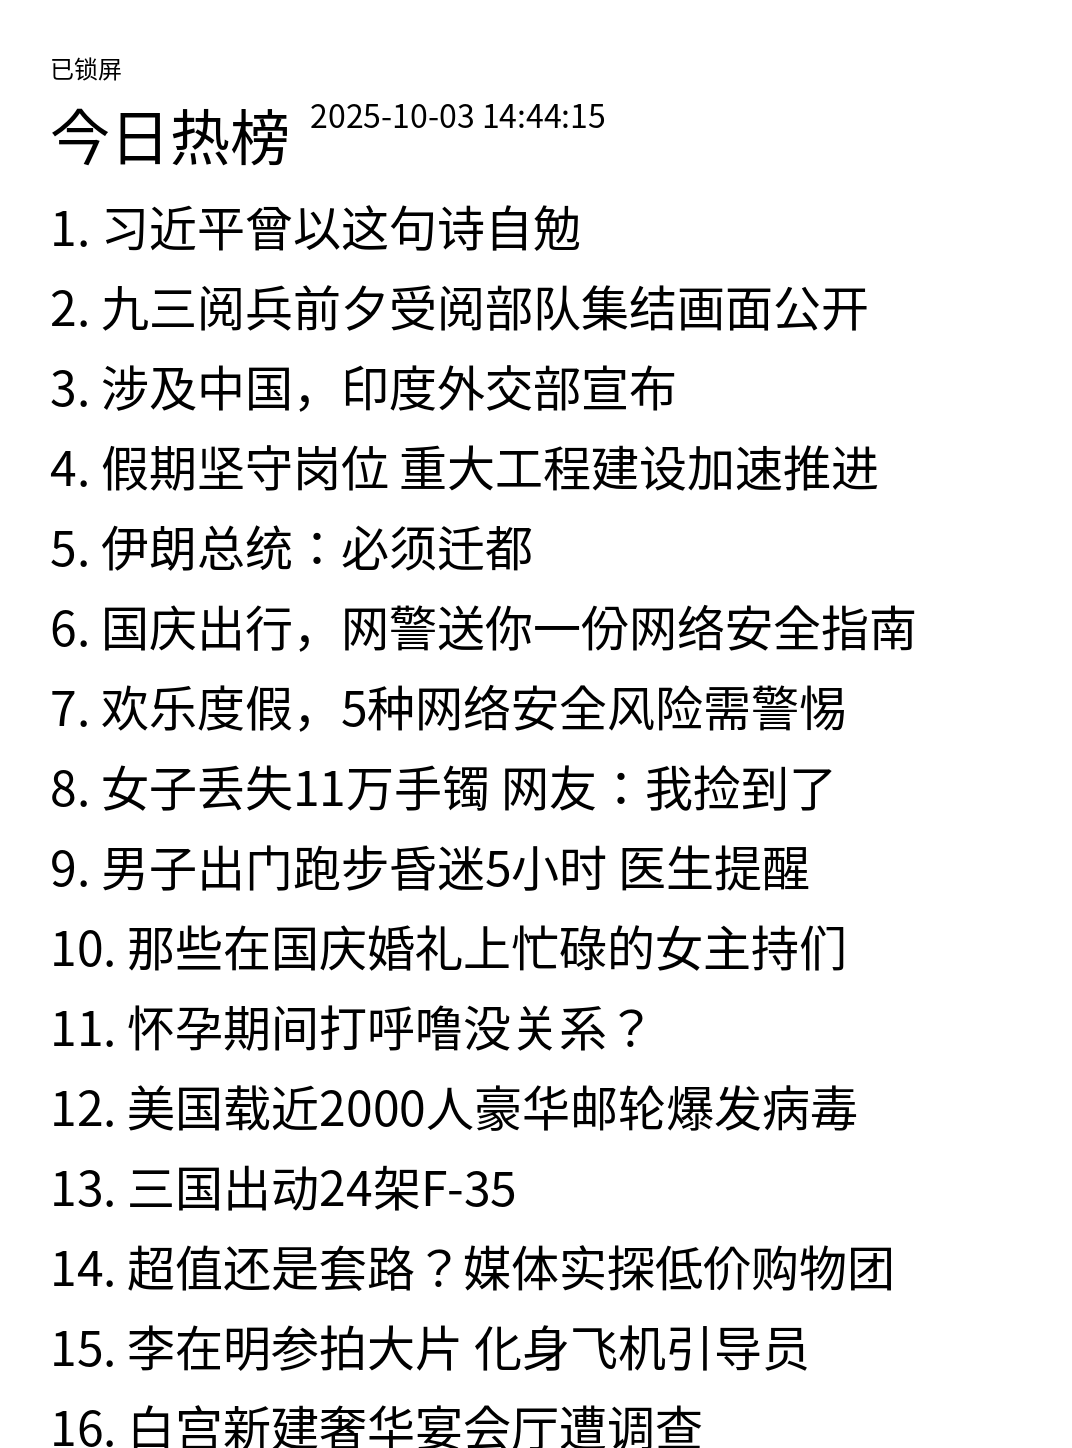 已锁屏
今日热榜 2025-10-03 14:44:15
1. 习近平曾以这句诗自勉
2. 九三阅兵前夕受阅部队集结画面公开
3. 涉及中国，印度外交部宣布
4. 假期坚守岗位 重大工程建设加速推进
5. 伊朗总统：必须迁都
6. 国庆出行，网警送你一份网络安全指南
7. 欢乐度假，5种网络安全风险需警惕
8. 女子丢失11万手镯 网友：我捡到了
9. 男子出门跑步昏迷5小时 医生提醒
10. 那些在国庆婚礼上忙碌的女主持们
11. 怀孕期间打呼噜没关系？
12. 美国载近2000人豪华邮轮爆发病毒
13. 三国出动24架F-35
14. 超值还是套路？媒体实探低价购物团
15. 李在明参拍大片 化身飞机引导员
16. 白宫新建奢华宴会厅遭调查